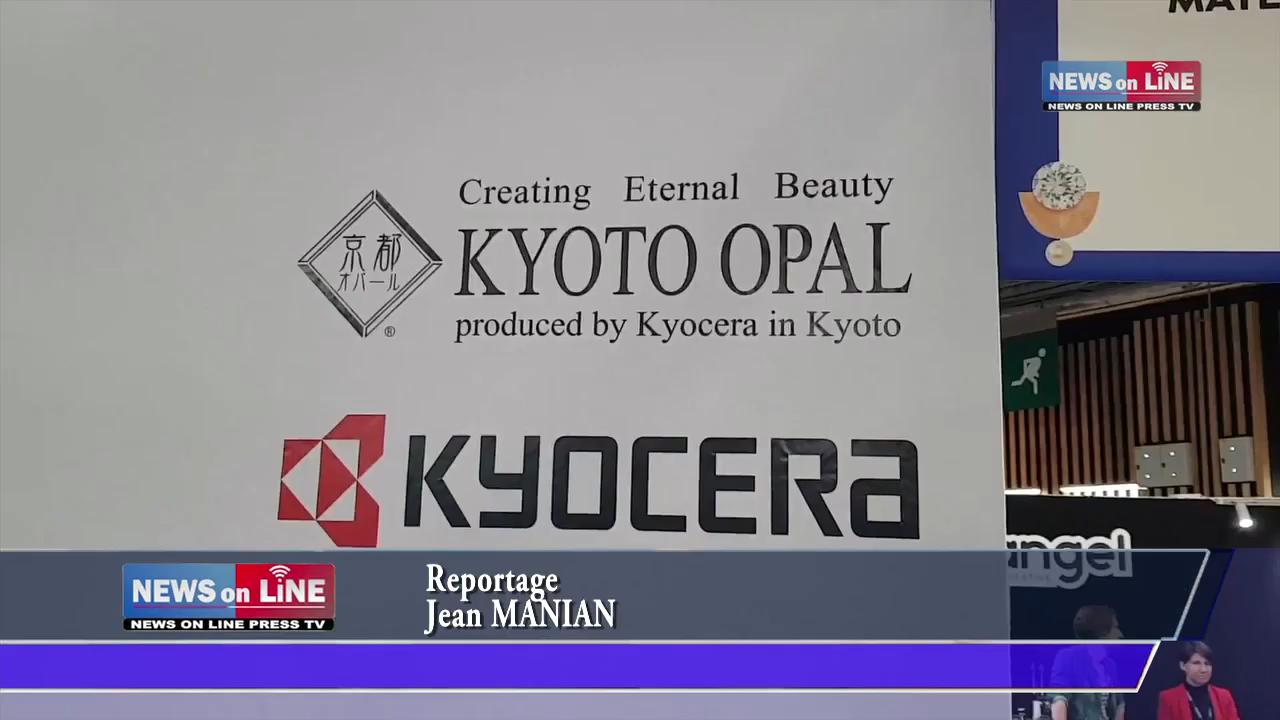 NEWS on LiNE
NEWS ON LINE PRESS TV
Creating Eternal Beauty
京都
オパール
KYOTO OPAL
®
produced by Kyocera in Kyoto
KYOCERA
angel
NEWS on LiNE
NEWS ON LINE PRESS TV
Reportage
Jean MANIAN